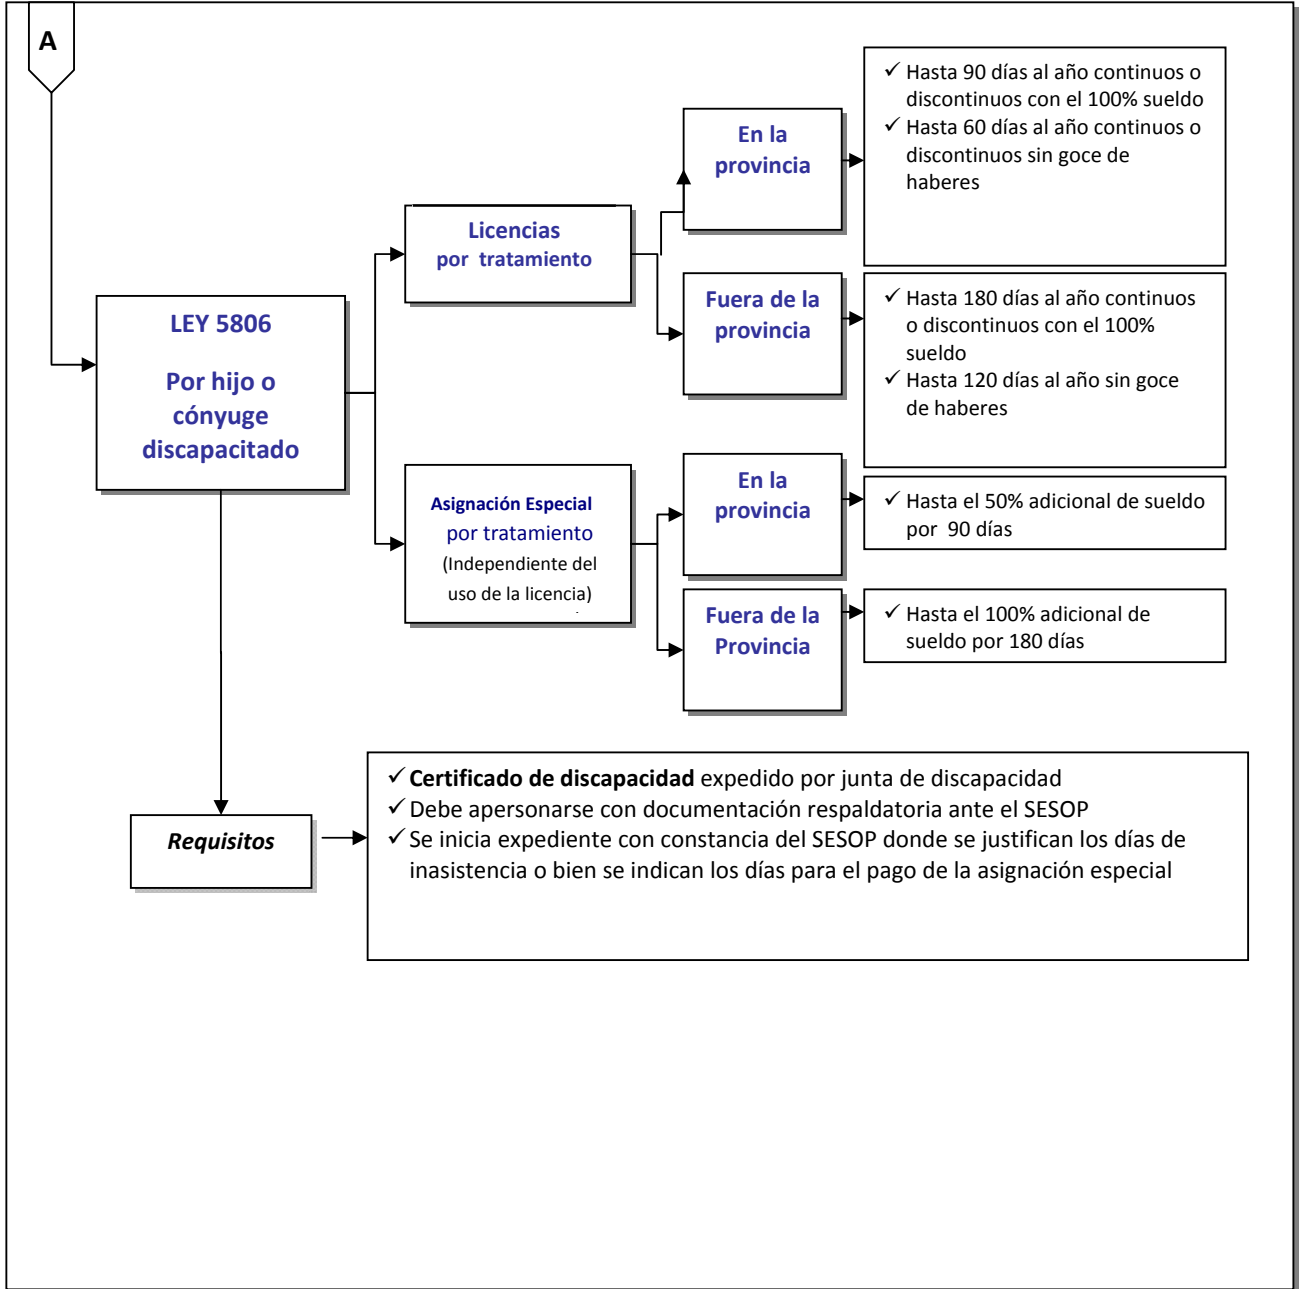 A
LEY 5806
Por hijo o
cónyuge
discapacitado
Licencias
por tratamiento
En la
provincia
✓ Hasta 90 días al año continuos o
discontinuos con el 100% sueldo
✓ Hasta 60 días al año continuos o
discontinuos sin goce de
haberes
Fuera de la
provincia
✓ Hasta 180 días al año continuos
o discontinuos con el 100%
sueldo
✓ Hasta 120 días al año sin goce
de haberes
Asignación Especial
por tratamiento
(Independiente del
uso de la licencia)
En la
provincia
✓ Hasta el 50% adicional de sueldo
por 90 días
Fuera de la
Provincia
✓ Hasta el 100% adicional de
sueldo por 180 días
Requisitos
✓ Certificado de discapacidad expedido por junta de discapacidad
✓ Debe apersonarse con documentación respaldatoria ante el SESOP
✓ Se inicia expediente con constancia del SESOP donde se justifican los días de
inasistencia o bien se indican los días para el pago de la asignación especial